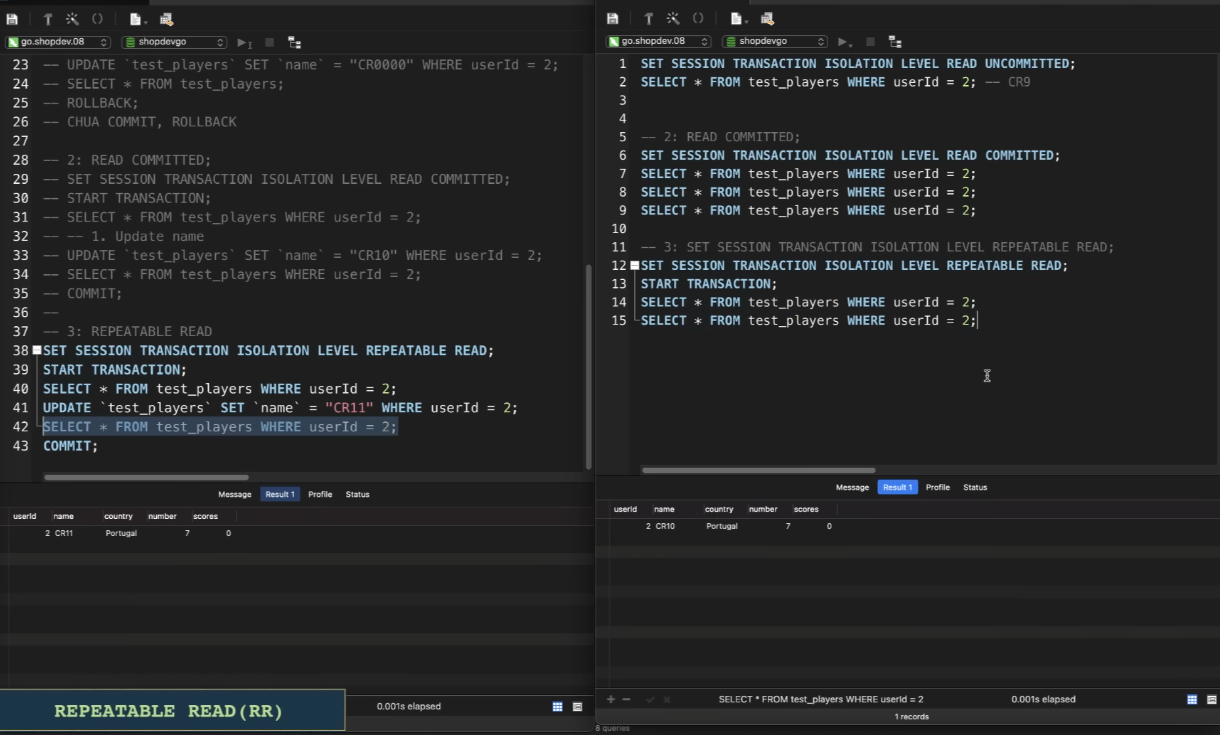 go.shopdev.08 shopdevgo
23 -- UPDATE `test_players` SET `name` = "CR0000" WHERE userId = 2;
24 -- SELECT * FROM test_players;
25 -- ROLLBACK;
26 -- CHUA COMMIT, ROLLBACK
27
28 -- 2: READ COMMITTED;
29 -- SET SESSION TRANSACTION ISOLATION LEVEL READ COMMITTED;
30 -- START TRANSACTION;
31 -- SELECT * FROM test_players WHERE userId = 2;
32 -- -- 1. Update name
33 -- UPDATE `test_players` SET `name` = "CR10" WHERE userId = 2;
34 -- SELECT * FROM test_players WHERE userId = 2;
35 -- COMMIT;
36 --
37 -- 3: REPEATABLE READ
38 SET SESSION TRANSACTION ISOLATION LEVEL REPEATABLE READ;
39 START TRANSACTION;
40 SELECT * FROM test_players WHERE userId = 2;
41 UPDATE `test_players` SET `name` = "CR11" WHERE userId = 2;
42 SELECT * FROM test_players WHERE userId = 2;
43 COMMIT;
Message Result 1 Profile Status
userId name country number scores
2 CR11 Portugal 7 0
REPEATABLE READ(RR)
0.001s elapsed
go.shopdev.08 shopdevgo
1 SET SESSION TRANSACTION ISOLATION LEVEL READ UNCOMMITTED;
2 SELECT * FROM test_players WHERE userId = 2; -- CR9
3
4
5 -- 2: READ COMMITTED;
6 SET SESSION TRANSACTION ISOLATION LEVEL READ COMMITTED;
7 SELECT * FROM test_players WHERE userId = 2;
8 SELECT * FROM test_players WHERE userId = 2;
9 SELECT * FROM test_players WHERE userId = 2;
10
11 -- 3: SET SESSION TRANSACTION ISOLATION LEVEL REPEATABLE READ;
12 SET SESSION TRANSACTION ISOLATION LEVEL REPEATABLE READ;
13 START TRANSACTION;
14 SELECT * FROM test_players WHERE userId = 2;
15 SELECT * FROM test_players WHERE userId = 2;
Message Result 1 Profile Status
userId name country number scores
2 CR10 Portugal 7 0
SELECT * FROM test_players WHERE userId = 2 0.001s elapsed
1 records
8 queries